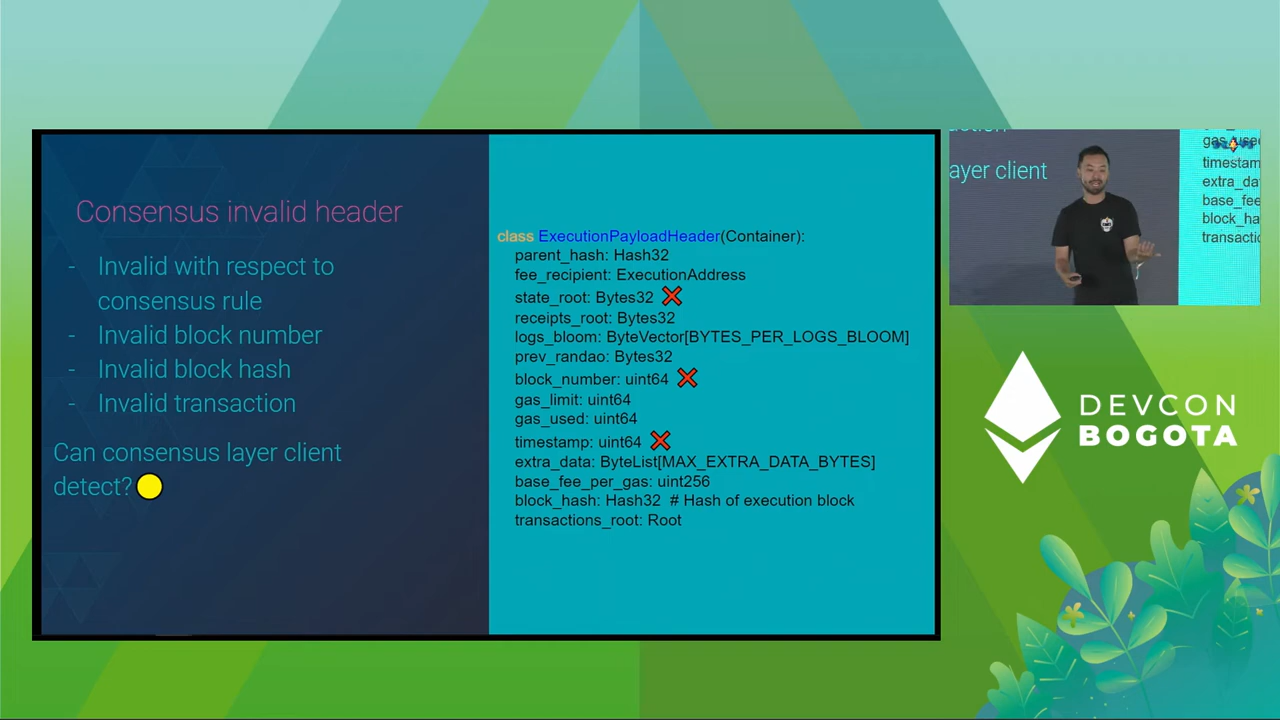 Consensus invalid header
- Invalid with respect to
consensus rule
- Invalid block number
- Invalid block hash
- Invalid transaction
Can consensus layer client
detect?
class ExecutionPayloadHeader(Container):
parent_hash: Hash32
fee_recipient: ExecutionAddress
state_root: Bytes32
receipts_root: Bytes32
logs_bloom: ByteVector[BYTES_PER_LOGS_BLOOM]
prev_randao: Bytes32
block_number: uint64
gas_limit: uint64
gas_used: uint64
timestamp: uint64
extra_data: ByteList[MAX_EXTRA_DATA_BYTES]
base_fee_per_gas: uint256
block_hash: Hash32 # Hash of execution block
transactions_root: Root
ayer client
gas_use
timestam
extra_da
base_fee
block_ha
transactio
DEVCON
BOGOTA